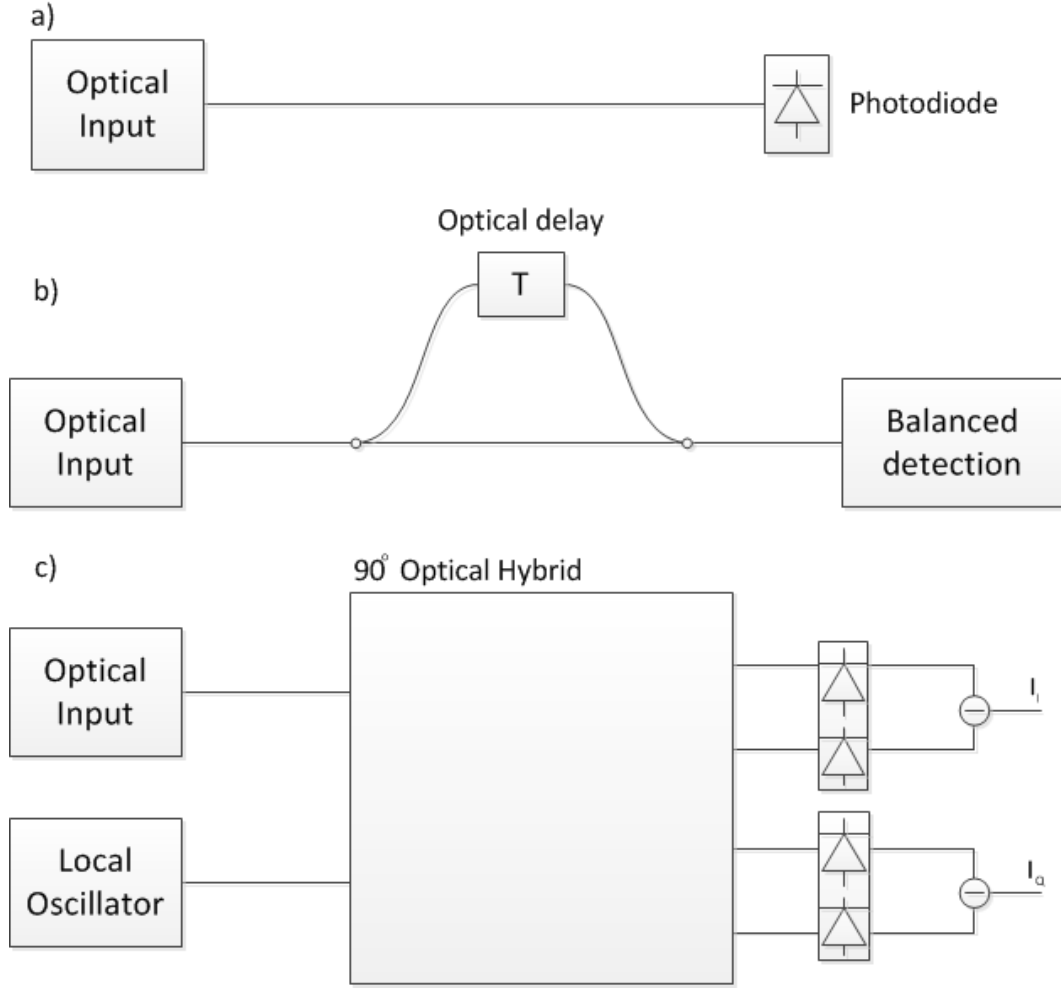 a)
Optical
Input
Photodiode
Optical delay
T
b)
Optical
Input
Balanced
detection
c)
90° Optical Hybrid
Optical
Input
I_I
Local
Oscillator
I_Q